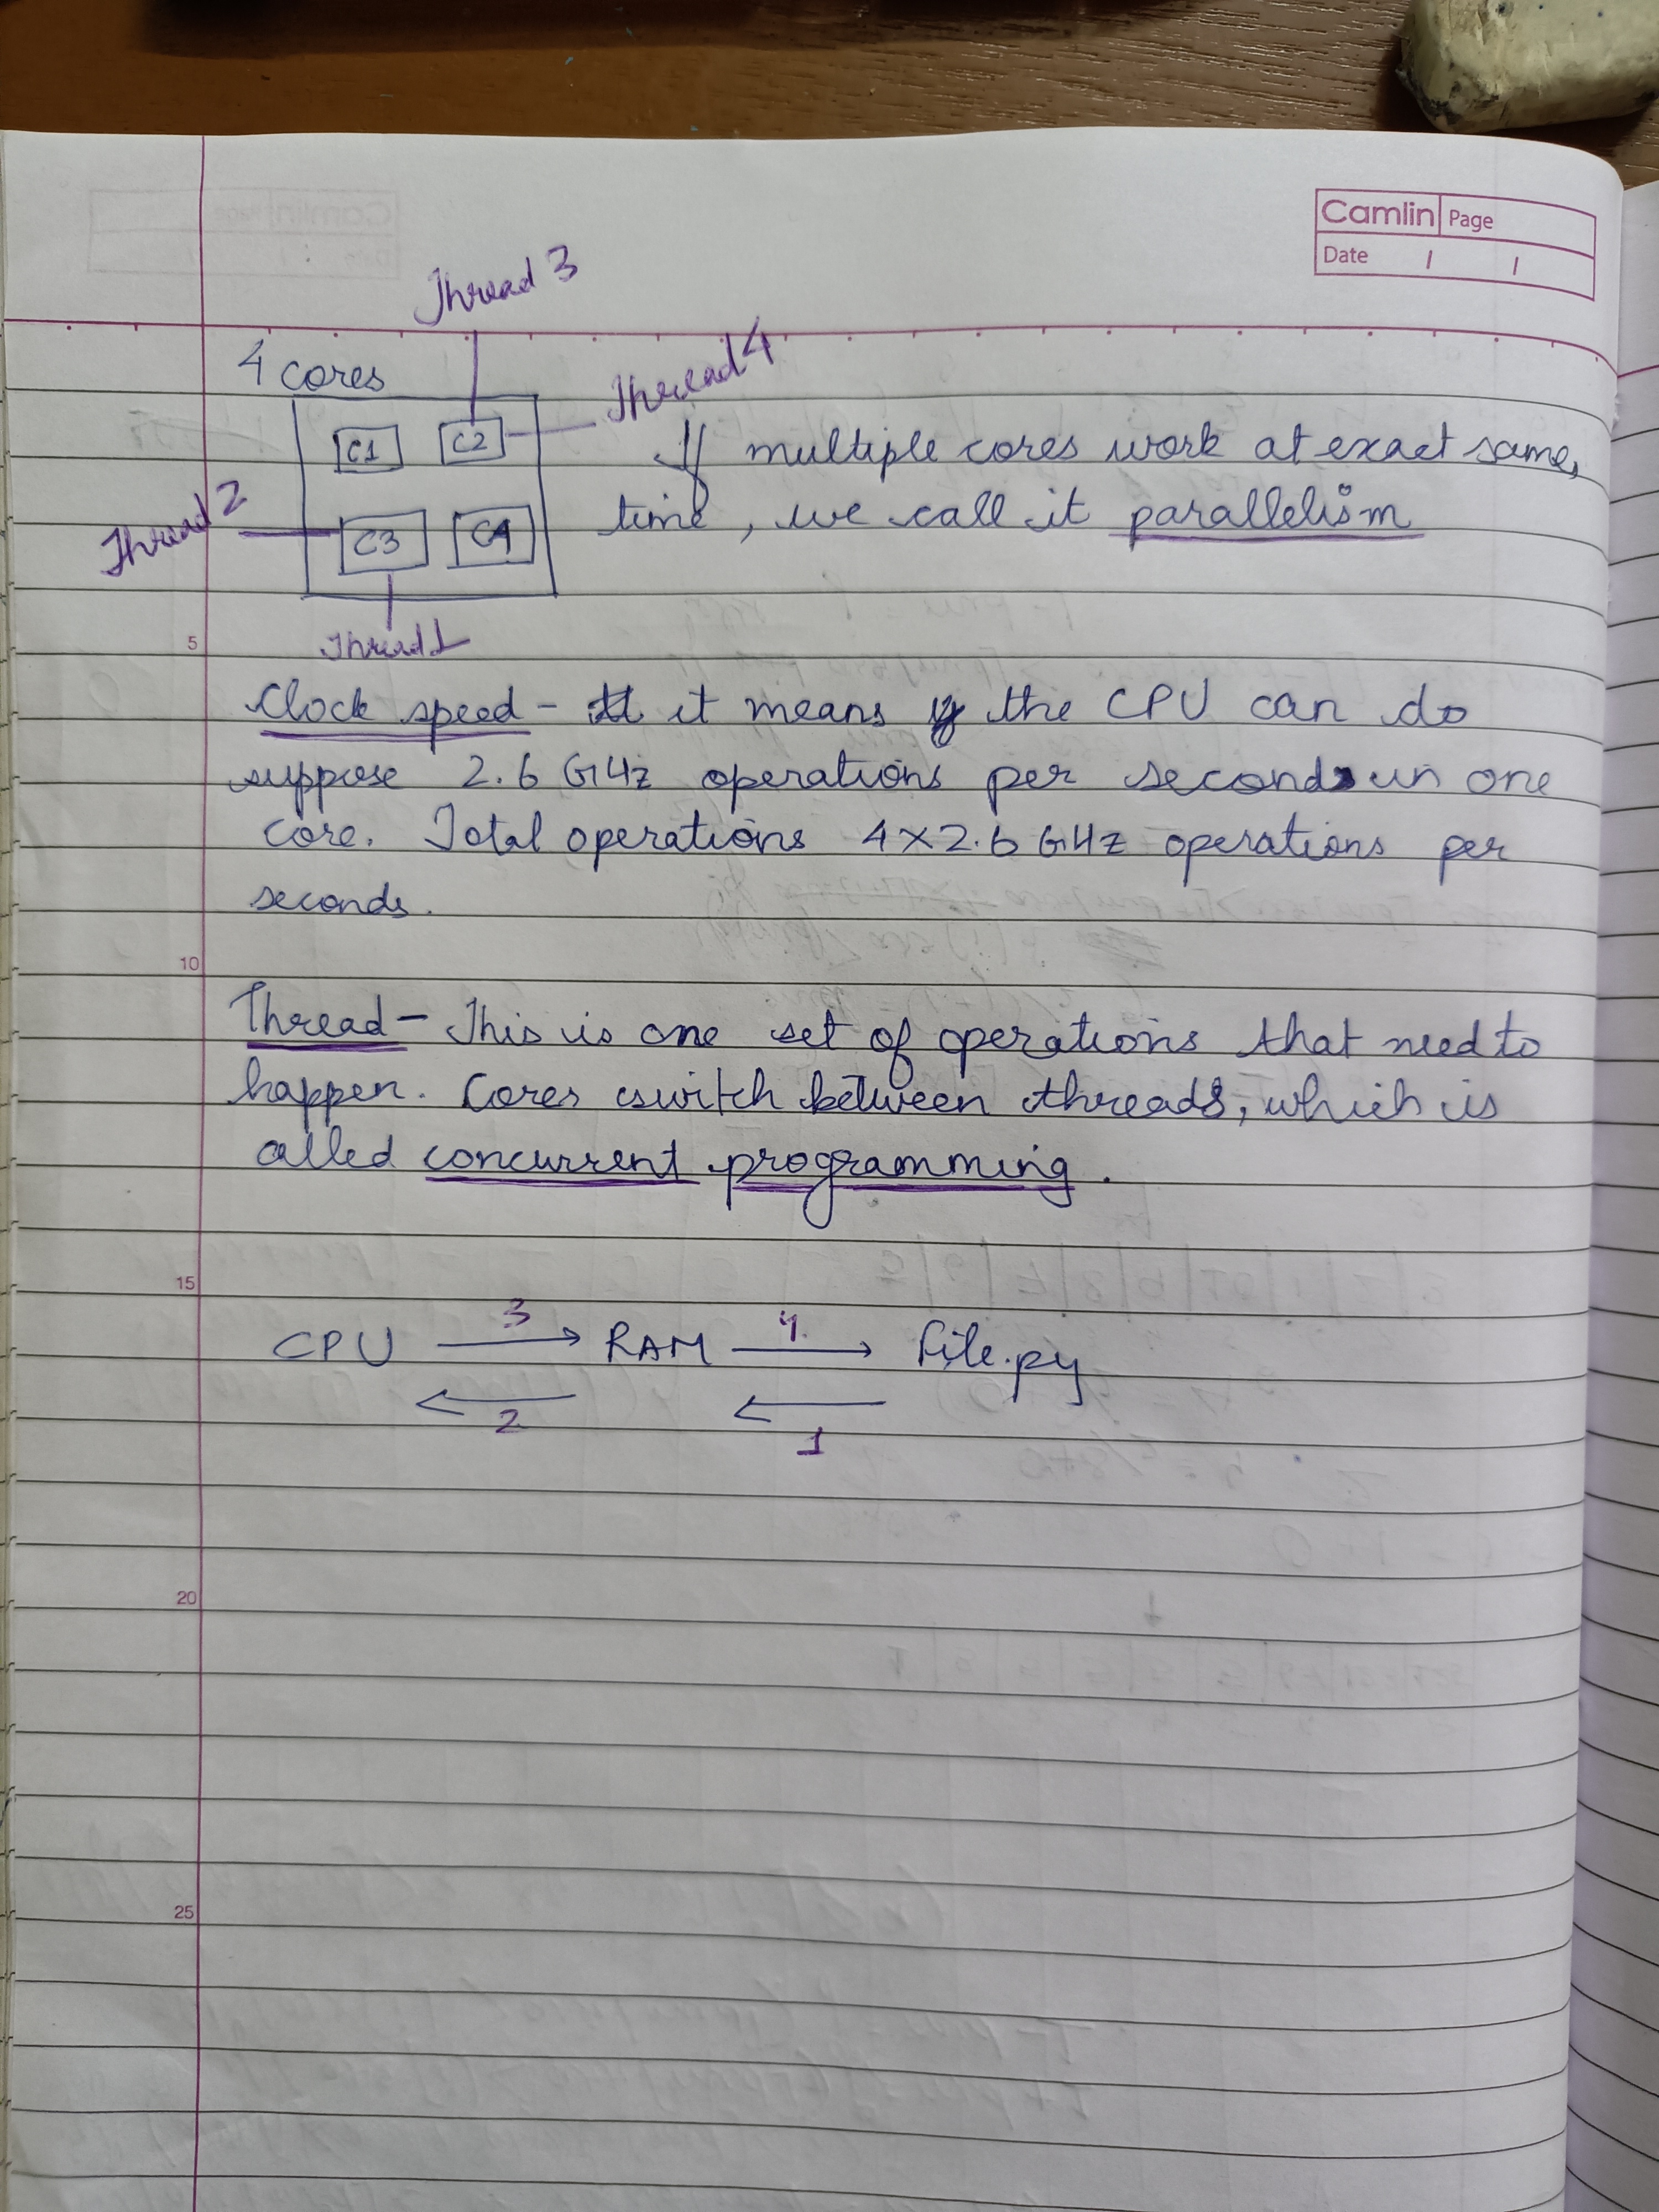 Camlin Page
Date / /
Thread 3
4 cores
Thread 4
C1 C2
If multiple cores work at exact same,
Thread 2
C3 C4
time, we call it parallelism
Thread 1
5
Clock speed - it means the CPU can do
suppose 2.6 GHz operations per seconds in one
core. Total operations 4x2.6 GHz operations per
seconds.
10
Thread - This is one set of operations that need to
happen. Cores switch between threads, which is
called concurrent programming.
15
3 4
CPU → RAM → File.py
← ←
2 1
20
25